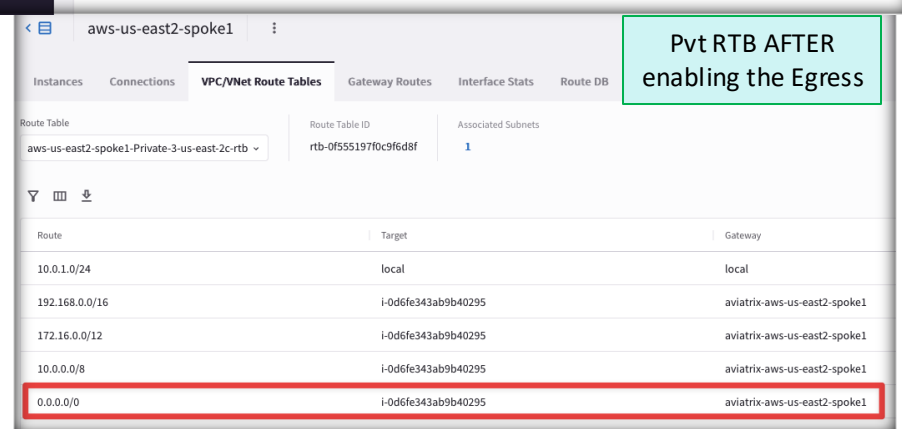 aws-us-east2-spoke1
Pvt RTB AFTER
enabling the Egress
Instances Connections VPC/VNet Route Tables Gateway Routes Interface Stats Route DB
Route Table Route Table ID Associated Subnets
aws-us-east2-spoke1-Private-3-us-east-2c-rtb rtb-0f555197f0c9f6d8f 1
Route Target Gateway
10.0.1.0/24 local local
192.168.0.0/16 i-0d6fe343ab9b40295 aviatrix-aws-us-east2-spoke1
172.16.0.0/12 i-0d6fe343ab9b40295 aviatrix-aws-us-east2-spoke1
10.0.0.0/8 i-0d6fe343ab9b40295 aviatrix-aws-us-east2-spoke1
0.0.0.0/0 i-0d6fe343ab9b40295 aviatrix-aws-us-east2-spoke1